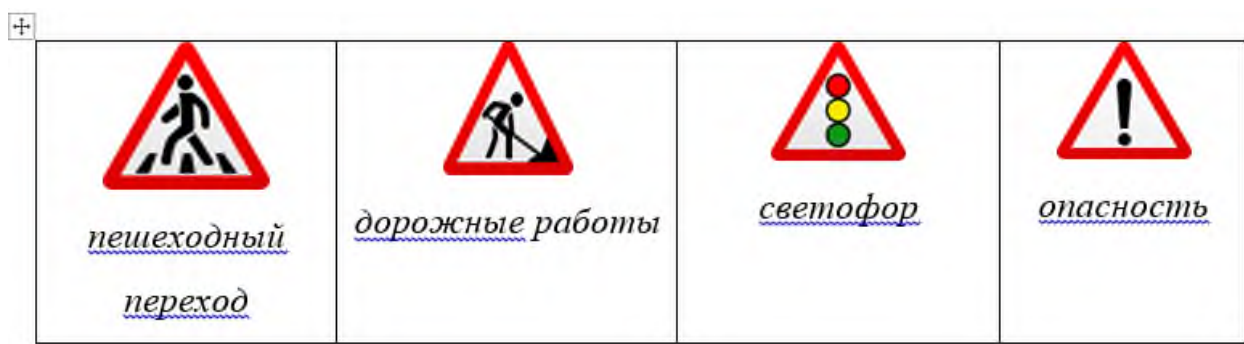 пешеходный
переход
дорожные работы
светофор
опасность